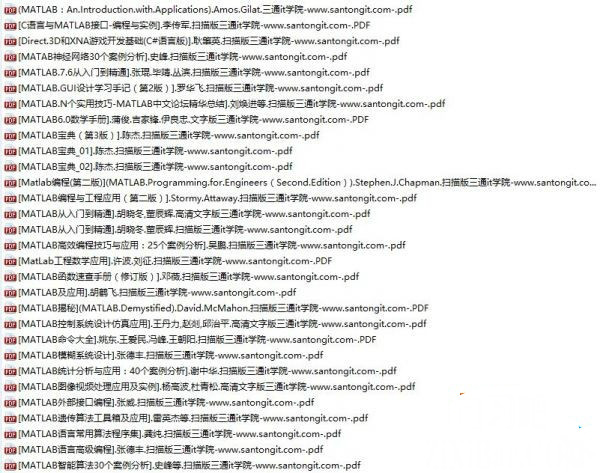 (MATLAB：An.Introduction.with.Applications).Amos.Gilat.三通it学院-www.santongit.com-.pdf
[C语言与MATLAB接口-编程与实例].李传军,扫描版三通it学院-www.santongit.com-.PDF
[Direct.3D和XNA游戏开发基础(C#语言版)].耿肇英.扫描版三通it学院-www.santongit.com-.pdf
[MATAB神经网络30个案例分析].史峰.扫描版三通it学院-www.santongit.com-.pdf
[MATLAB.7.6从入门到精通].张琨.毕靖.丛滨.扫描版三通it学院-www.santongit.com-.pdf
[MATLAB.GUI设计学习手记（第2版）].罗华飞.扫描版三通it学院-www.santongit.com-.pdf
[MATLAB.N个实用技巧-MATLAB中文论坛精华总结].刘焕进等.扫描版三通it学院-www.santongit.com-.pdf
[MATLAB6.0数学手册].蒲俊.吉家锋.伊良忠.文字版三通it学院-www.santongit.com-.PDF
[MATLAB宝典（第3版）].陈杰.扫描版三通it学院-www.santongit.com-.pdf
[MATLAB宝典_01].陈杰.扫描版三通it学院-www.santongit.com-.pdf
[MATLAB宝典_02].陈杰.扫描版三通it学院-www.santongit.com-.pdf
[Matlab编程(第二版)](MATLAB.Programming.for.Engineers（Second.Edition）).Stephen.J.Chapman.扫描版三通it学院-www.santongit.co...
[MATLAB编程与工程应用（第二版）].Stormy.Attaway.扫描版三通it学院-www.santongit.com-.pdf
[MATLAB从入门到精通].胡晓冬.董辰辉.高清文字版三通it学院-www.santongit.com-.pdf
[MATLAB从入门到精通].胡晓冬.董辰辉.扫描版三通it学院-www.santongit.com-.pdf
[MATLAB高效编程技巧与应用：25个案例分析].吴鹏.扫描版三通it学院-www.santongit.com-.pdf
[MatLab工程数学应用].许波.刘征.扫描版三通it学院-www.santongit.com-.PDF
[MATLAB函数速查手册（修订版）].邓薇.扫描版三通it学院-www.santongit.com-.pdf
[MATLAB及应用].胡鹤飞.扫描版三通it学院-www.santongit.com-.pdf
[MATLAB揭秘](MATLAB.Demystified).David.McMahon.扫描版三通it学院-www.santongit.com-.PDF
[MATLAB控制系统设计仿真应用].王丹力.赵剡.邱治平.高清文字版三通it学院-www.santongit.com-.pdf
[MATLAB命令大全].姚东.王爱民.冯峰.王朝阳.扫描版三通it学院-www.santongit.com-.PDF
[MATLAB模糊系统设计].张德丰.扫描版三通it学院-www.santongit.com-.pdf
[MATLAB统计分析与应用：40个案例分析].谢中华.扫描版三通it学院-www.santongit.com-.pdf
[MATLAB图像视频处理应用及实例].杨高波.杜青松.高清文字版三通it学院-www.santongit.com-.pdf
[MATLAB外部接口编程].张威.扫描版三通it学院-www.santongit.com-.pdf
[MATLAB遗传算法工具箱及应用].雷英杰等.扫描版三通it学院-www.santongit.com-.pdf
[MATLAB语言常用算法程序集].龚纯.扫描版三通it学院-www.santongit.com-.pdf
[MATLAB语言高级编程].张德丰.扫描版三通it学院-www.santongit.com-.pdf
[MATLAB智能算法30个案例分析].史峰等.扫描版三通it学院-www.santongit.com-.pdf